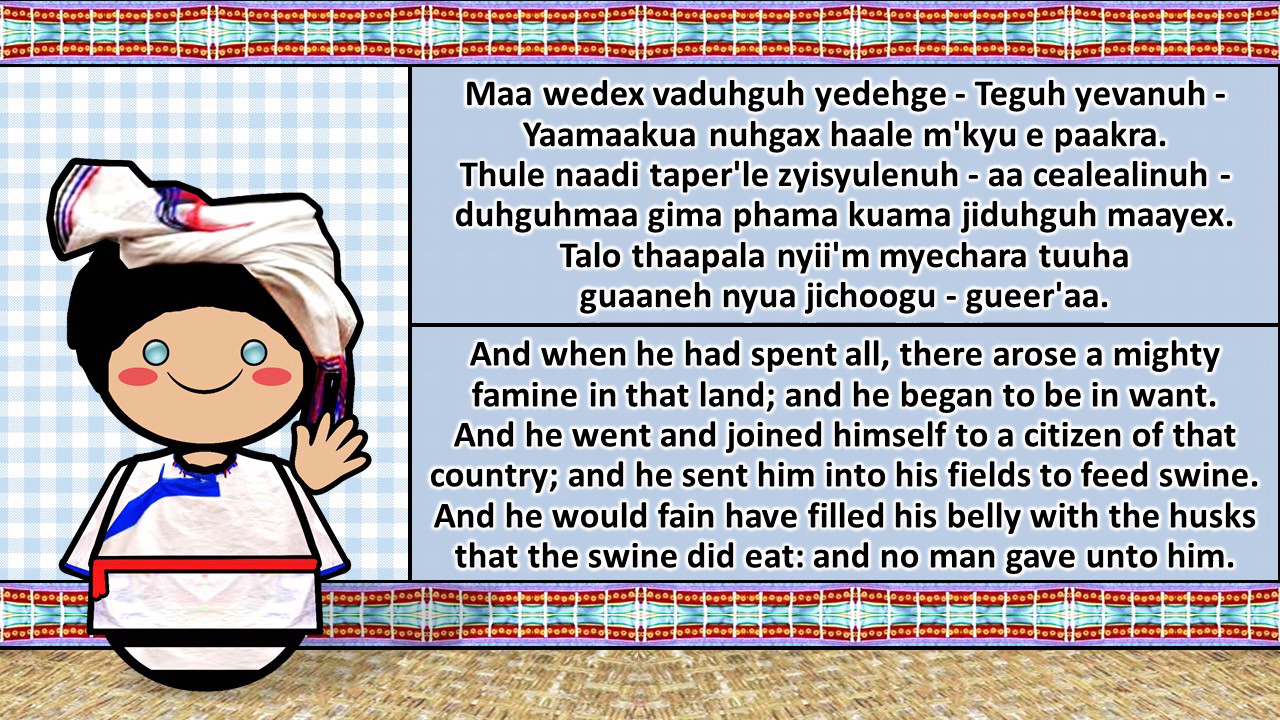 Maa wedex vaduhguh yedehge - Teguh yevanuh -
Yaamaakua nuhgax haale m'kyu e paakra.
Thule naadi taper'le zyisyulenuh - aa cealealinuh -
duhguhmaa gima phama kuama jiduhguh maayex.
Talo thaapala nyii'm myechara tuuha
guaaneh nyua jichoogu - gueer'aa.
And when he had spent all, there arose a mighty
famine in that land; and he began to be in want.
And he went and joined himself to a citizen of that
country; and he sent him into his fields to feed swine.
And he would fain have filled his belly with the husks
that the swine did eat: and no man gave unto him.